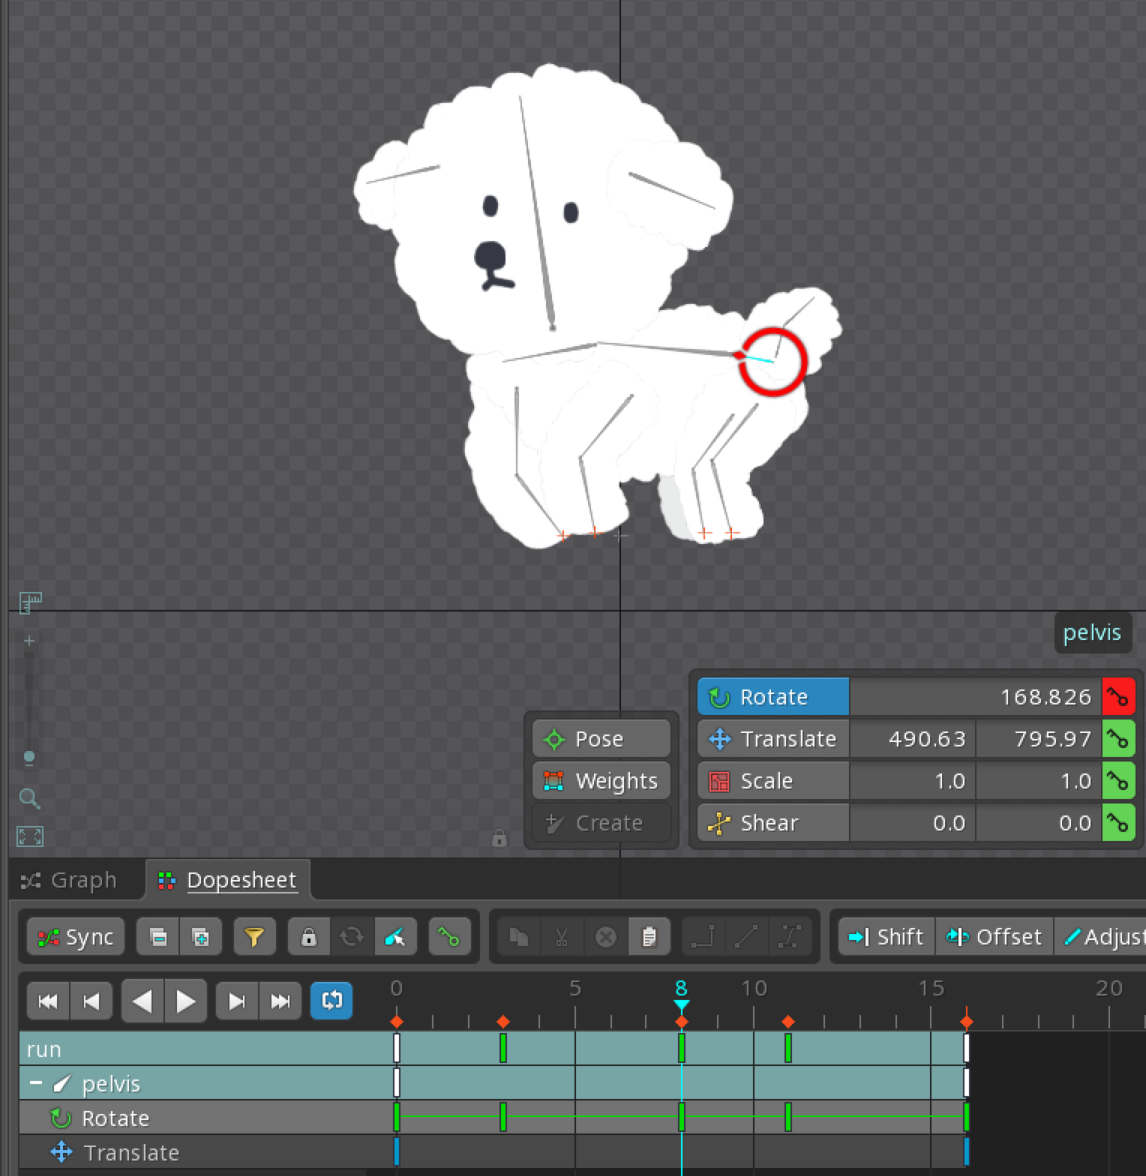 pelvis
Rotate 168.826
Pose Translate 490.63 795.97
Weights Scale 1.0 1.0
Create Shear 0.0 0.0
Graph Dopesheet
Sync Shift Offset Adjust
0 5 8 10 15 20
run
pelvis
Rotate
Translate